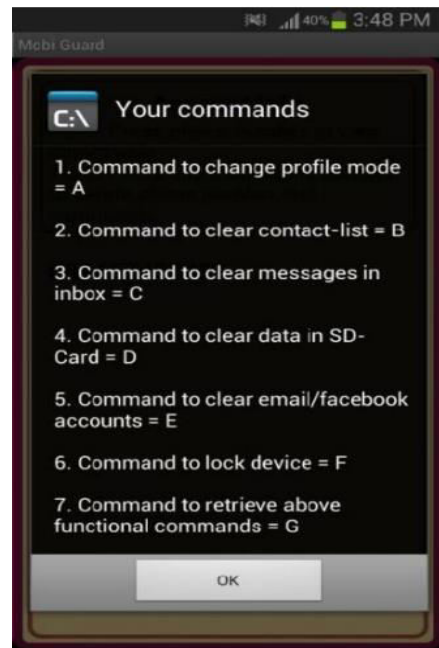 40% 3:48 PM
Mobi Guard
C:\ Your commands
1. Command to change profile mode
= A
2. Command to clear contact-list = B
3. Command to clear messages in
inbox = C
4. Command to clear data in SD-
Card = D
5. Command to clear email/facebook
accounts = E
6. Command to lock device = F
7. Command to retrieve above
functional commands = G
OK